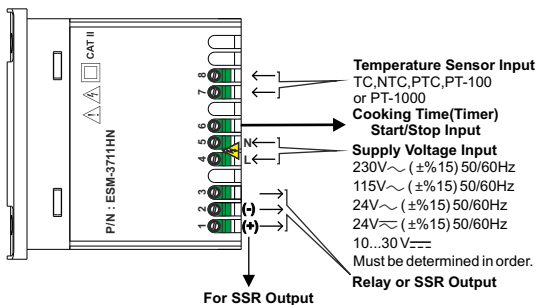 CAT II
P/N : ESM-3711HN
8
7
6
5 N
4 L
3
2 (-)
1 (+)
Temperature Sensor Input
TC,NTC,PTC,PT-100
or PT-1000
Cooking Time(Timer)
Start/Stop Input
Supply Voltage Input
230V∼ (±%15) 50/60Hz
115V∼ (±%15) 50/60Hz
24V∼ (±%15) 50/60Hz
24V⏦ (±%15) 50/60Hz
10...30 V⎓
Must be determined in order.
Relay or SSR Output
For SSR Output